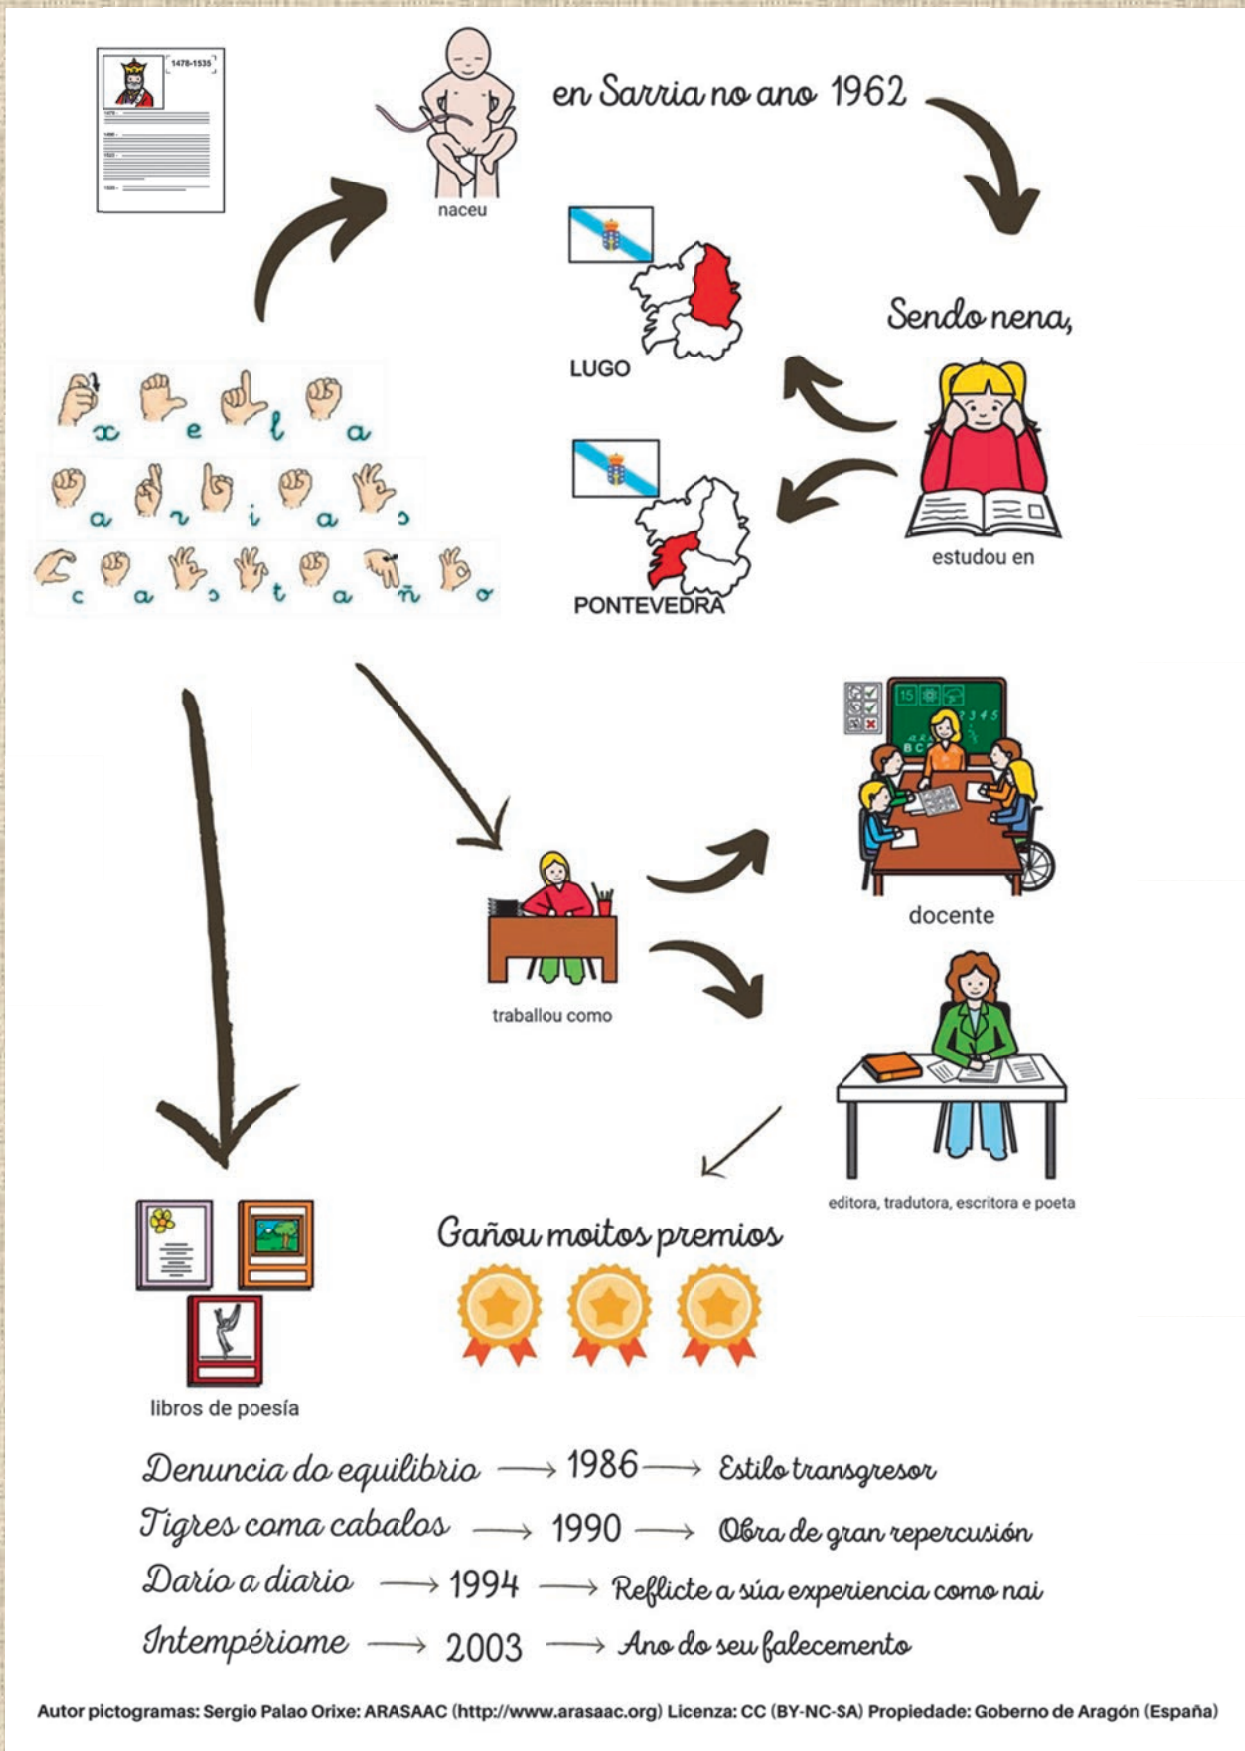 1478-1535
naceu
en Sarria no ano 1962
Sendo nena,
estudou en
LUGO
PONTEVEDRA
x e l a
a r i a s
c a s t a ñ o
traballou como
docente
editora, tradutora, escritora e poeta
Gañou moitos premios
libros de poesía
Denuncia do equilibrio → 1986 → Estilo transgresor
Tigres coma cabalos → 1990 → Obra de gran repercusión
Darío a diario → 1994 → Reflicte a súa experiencia como nai
Intempériome → 2003 → Ano do seu falecemento
Autor pictogramas: Sergio Palao Orixe: ARASAAC (http://www.arasaac.org) Licenza: CC (BY-NC-SA) Propiedade: Goberno de Aragón (España)